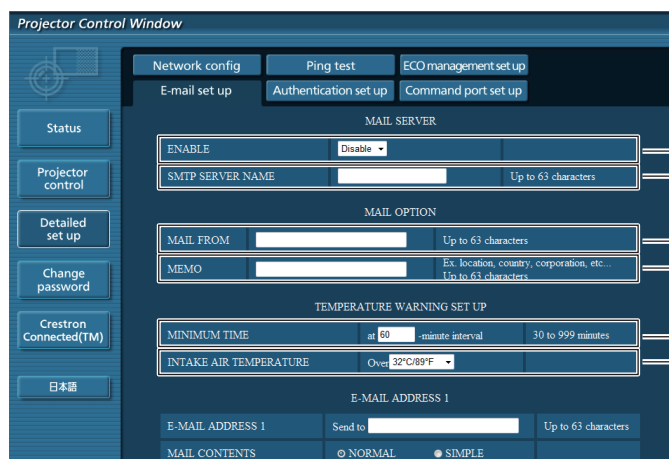 Projector Control Window
Network config
Ping test
ECO management set up
E-mail set up
Authentication set up
Command port set up
Status
Projector
control
Detailed
set up
Change
password
Crestron
Connected(TM)
日本語
MAIL SERVER
ENABLE Disable
SMTP SERVER NAME Up to 63 characters
MAIL OPTION
MAIL FROM Up to 63 characters
MEMO Ex. location, country, corporation, etc...
Up to 63 characters
TEMPERATURE WARNING SET UP
MINIMUM TIME at 60 -minute interval 30 to 999 minutes
INTAKE AIR TEMPERATURE Over 32°C/89°F
E-MAIL ADDRESS 1
E-MAIL ADDRESS 1 Send to Up to 63 characters
MAIL CONTENTS NORMAL SIMPLE